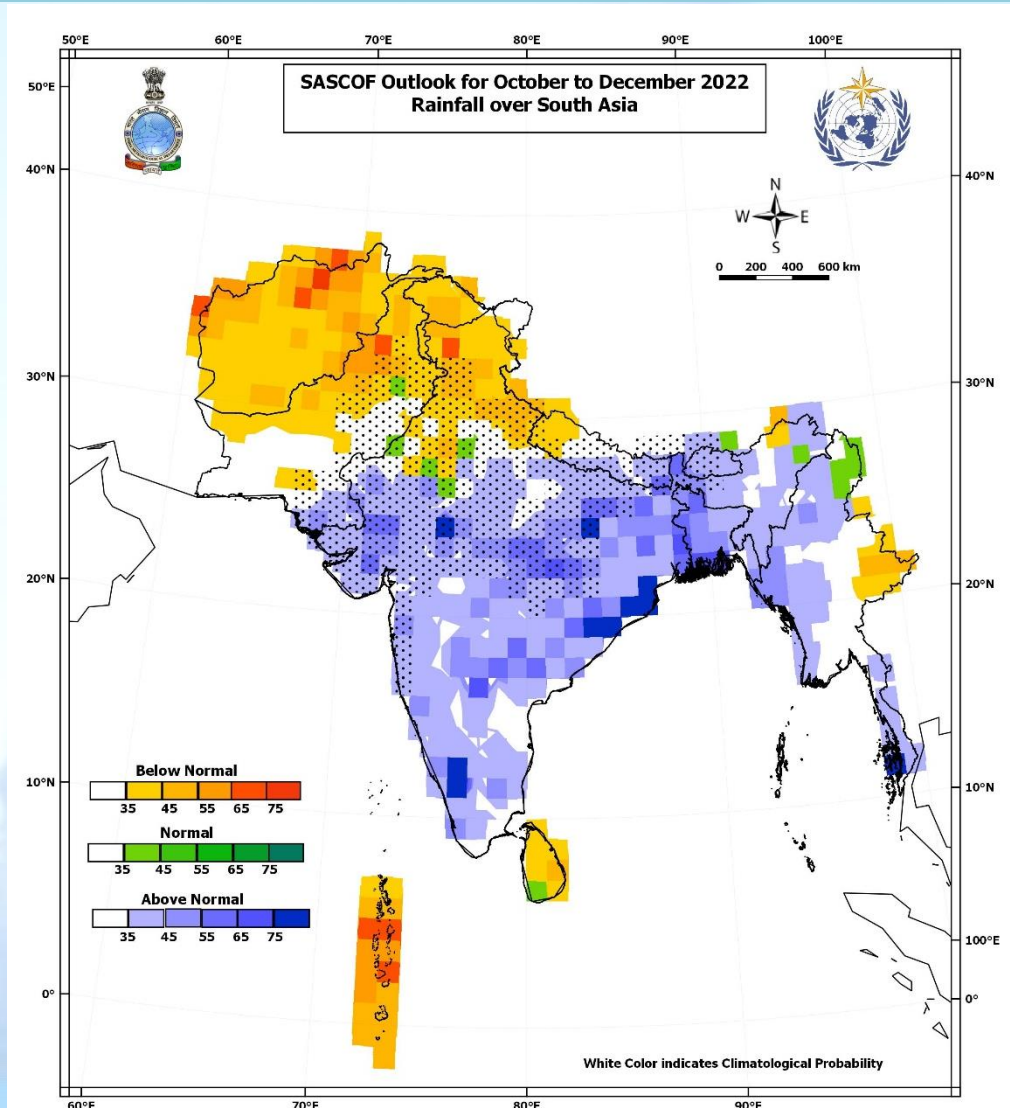 50°E 60°E 70°E 80°E 90°E 100°E
SASCOF Outlook for October to December 2022
Rainfall over South Asia
50°N
40°N 40°N
N
W E
S
0 200 400 600 km
30°N 30°N
20°N 20°N
10°N 10°N
Below Normal
35 45 55 65 75
Normal
35 45 55 65 75
Above Normal
35 45 55 65 75
100°E
0° 0°
White Color indicates Climatological Probability
60°E 70°E 80°E 90°E